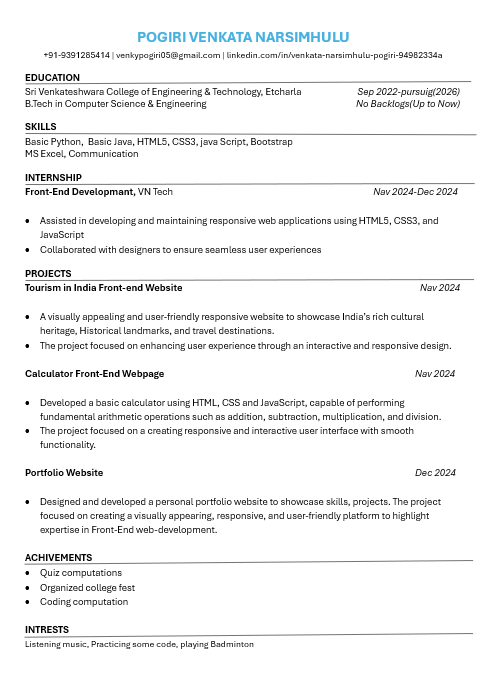 POGIRI VENKATA NARSIMHULU
+91-9391285414 | venkypogiri05@gmail.com | linkedin.com/in/venkata-narsimhulu-pogiri-94982334a
EDUCATION
Sri Venkateshwara College of Engineering & Technology, Etcharla Sep 2022-pursuig(2026)
B.Tech in Computer Science & Engineering No Backlogs(Up to Now)
SKILLS
Basic Python, Basic Java, HTML5, CSS3, java Script, Bootstrap
MS Excel, Communication
INTERNSHIP
Front-End Developmant, VN Tech Nav 2024-Dec 2024
• Assisted in developing and maintaining responsive web applications using HTML5, CSS3, and
JavaScript
• Collaborated with designers to ensure seamless user experiences
PROJECTS
Tourism in India Front-end Website Nav 2024
• A visually appealing and user-friendly responsive website to showcase India's rich cultural
heritage, Historical landmarks, and travel destinations.
• The project focused on enhancing user experience through an interactive and responsive design.
Calculator Front-End Webpage Nav 2024
• Developed a basic calculator using HTML, CSS and JavaScript, capable of performing
fundamental arithmetic operations such as addition, subtraction, multiplication, and division.
• The project focused on a creating responsive and interactive user interface with smooth
functionality.
Portfolio Website Dec 2024
• Designed and developed a personal portfolio website to showcase skills, projects. The project
focused on creating a visually appearing, responsive, and user-friendly platform to highlight
expertise in Front-End web-development.
ACHIVEMENTS
• Quiz computations
• Organized college fest
• Coding computation
INTRESTS
Listening music, Practicing some code, playing Badminton